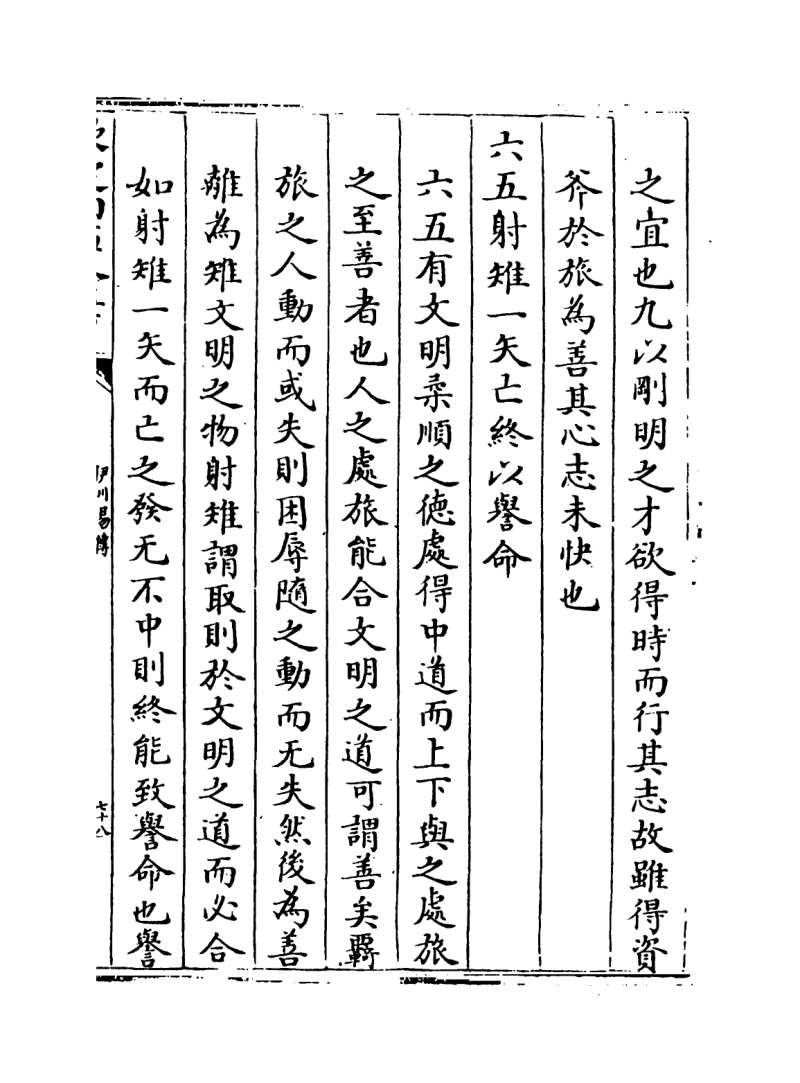 之宜也九以剛明之才欲得時而行其志故雖得資
斧於旅為善其心志未快也
六五射雉一矢亡終以譽命
六五有文明柔順之德處得中道而上下與之處旅
之至善者也人之處旅能合文明之道可謂善矣羇
旅之人動而或失則困辱隨之動而无失然後為善
離為雉文明之物射雉謂取則於文明之道而必合
如射雉一矢而亡之發无不中則終能致譽命也譽
伊川易傳
七十八